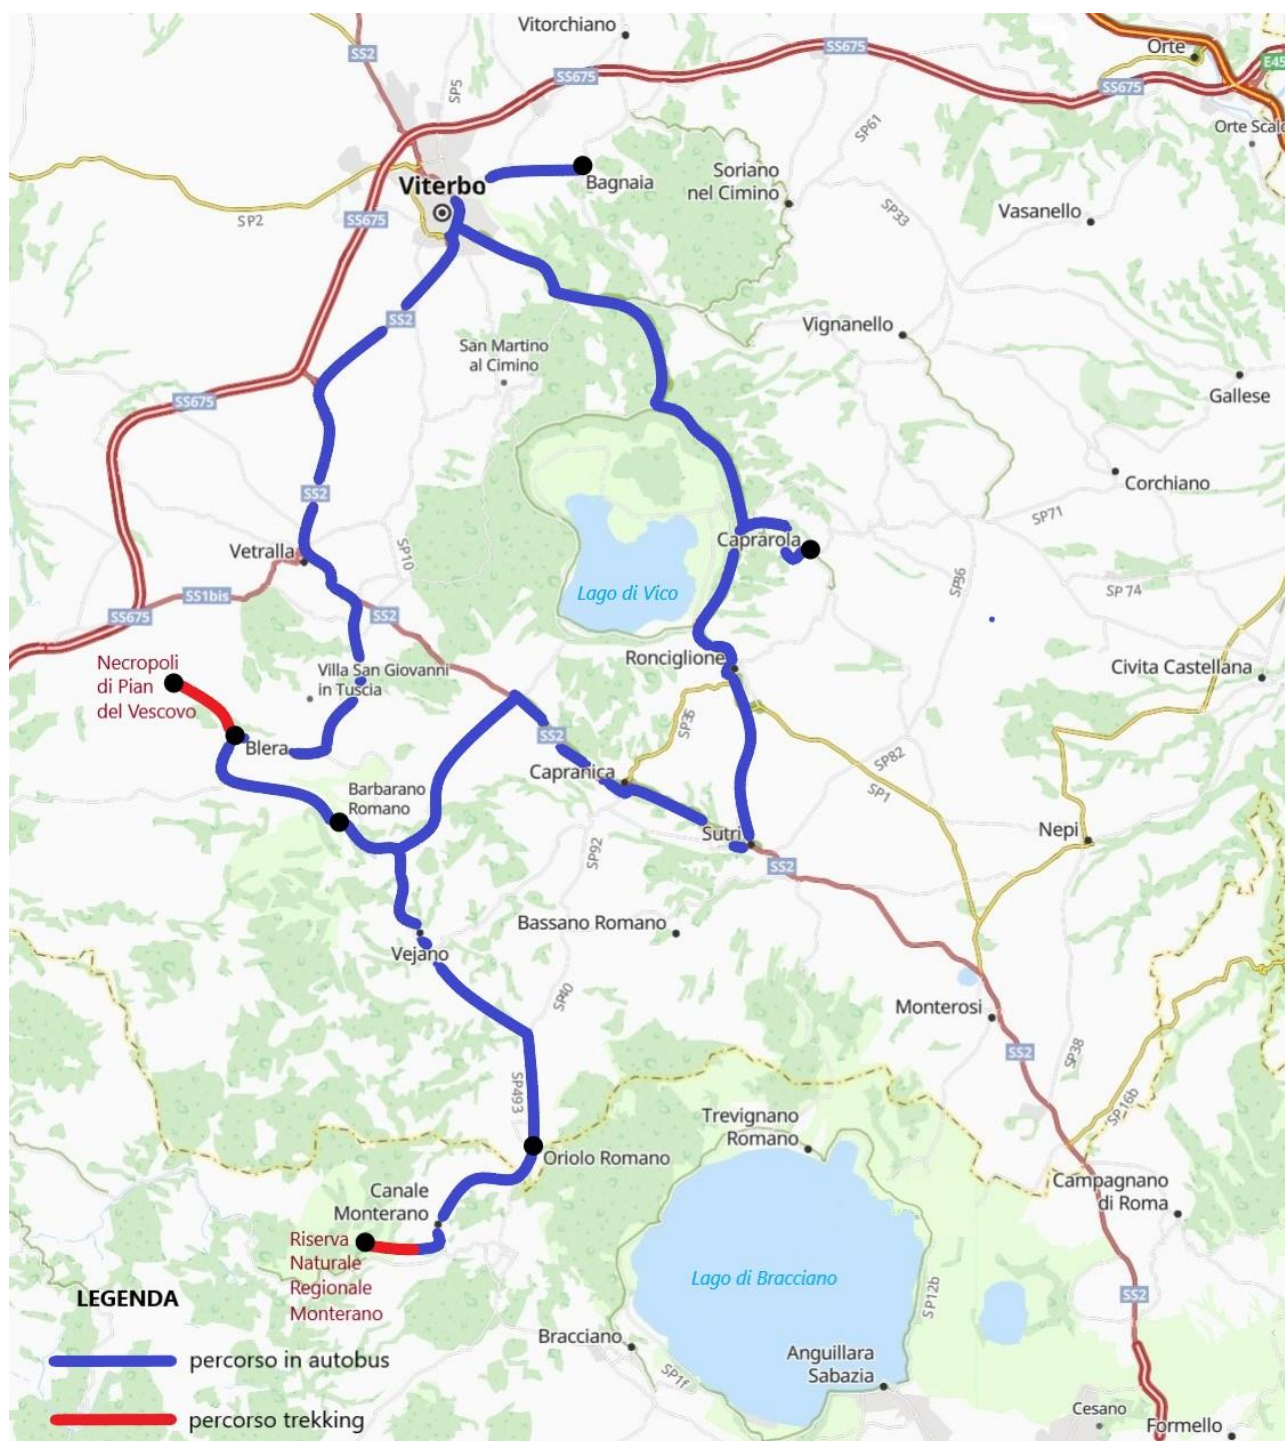 Vitorchiano
SS2
SS675
Orte
E45
SP5
SS675
SS675
SP61
Orte Scalo
Viterbo
Bagnaia
Soriano
nel Cimino
SP2
SS675
SP33
Vasanello
SS2
Vignanello
San Martino
al Cimino
SS675
Gallese
Corchiano
SS2
SP71
Vetralla
SP10
Caprarola
SS1bis
SS675
SS2
Lago di Vico
SP36
SP 74
Necropoli
di Pian
del Vescovo
Villa San Giovanni
in Tuscia
Ronciglione
Civita Castellana
SP35
Blera
SS2
SP82
Capranica
Barbarano
Romano
SP1
Sutri
Nepi
SP92
SS2
Bassano Romano
Vejano
SP40
Monterosi
SS2
SP38
SP493
SP16b
Trevignano
Romano
Oriolo Romano
Canale
Monterano
Campagnano
di Roma
Riserva
Naturale
Regionale
Monterano
Lago di Bracciano
SP12b
SS2
LEGENDA
Bracciano
percorso in autobus
SP1f
Anguillara
Sabazia
percorso trekking
Cesano
Formello